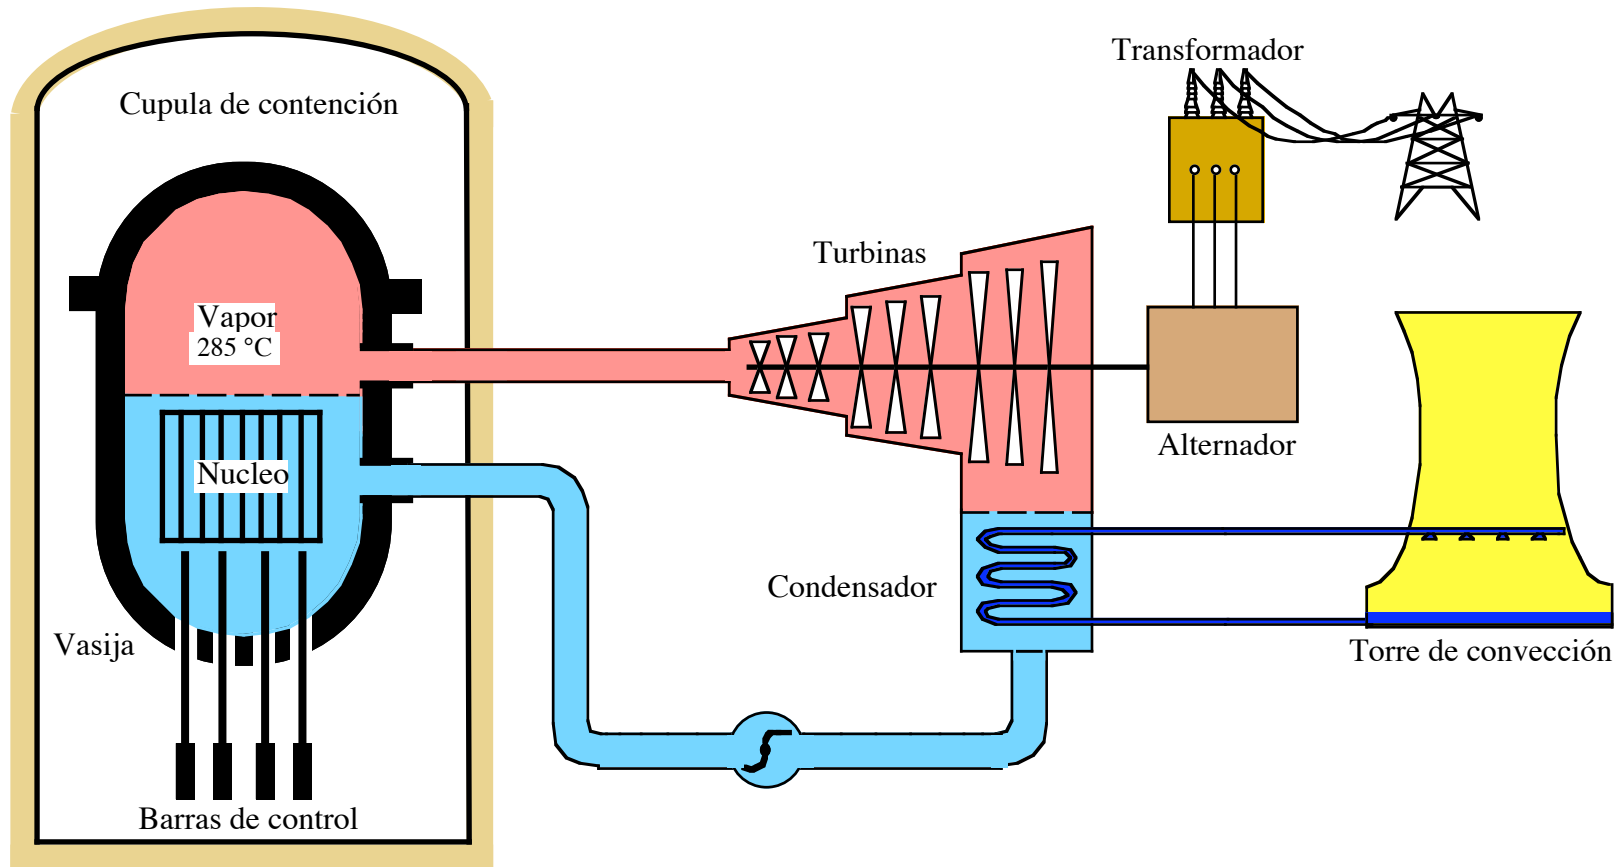 Transformador
Cupula de contención
Turbinas
Vapor
285 °C
Alternador
Nucleo
Condensador
Vasija
Torre de convección
Barras de control